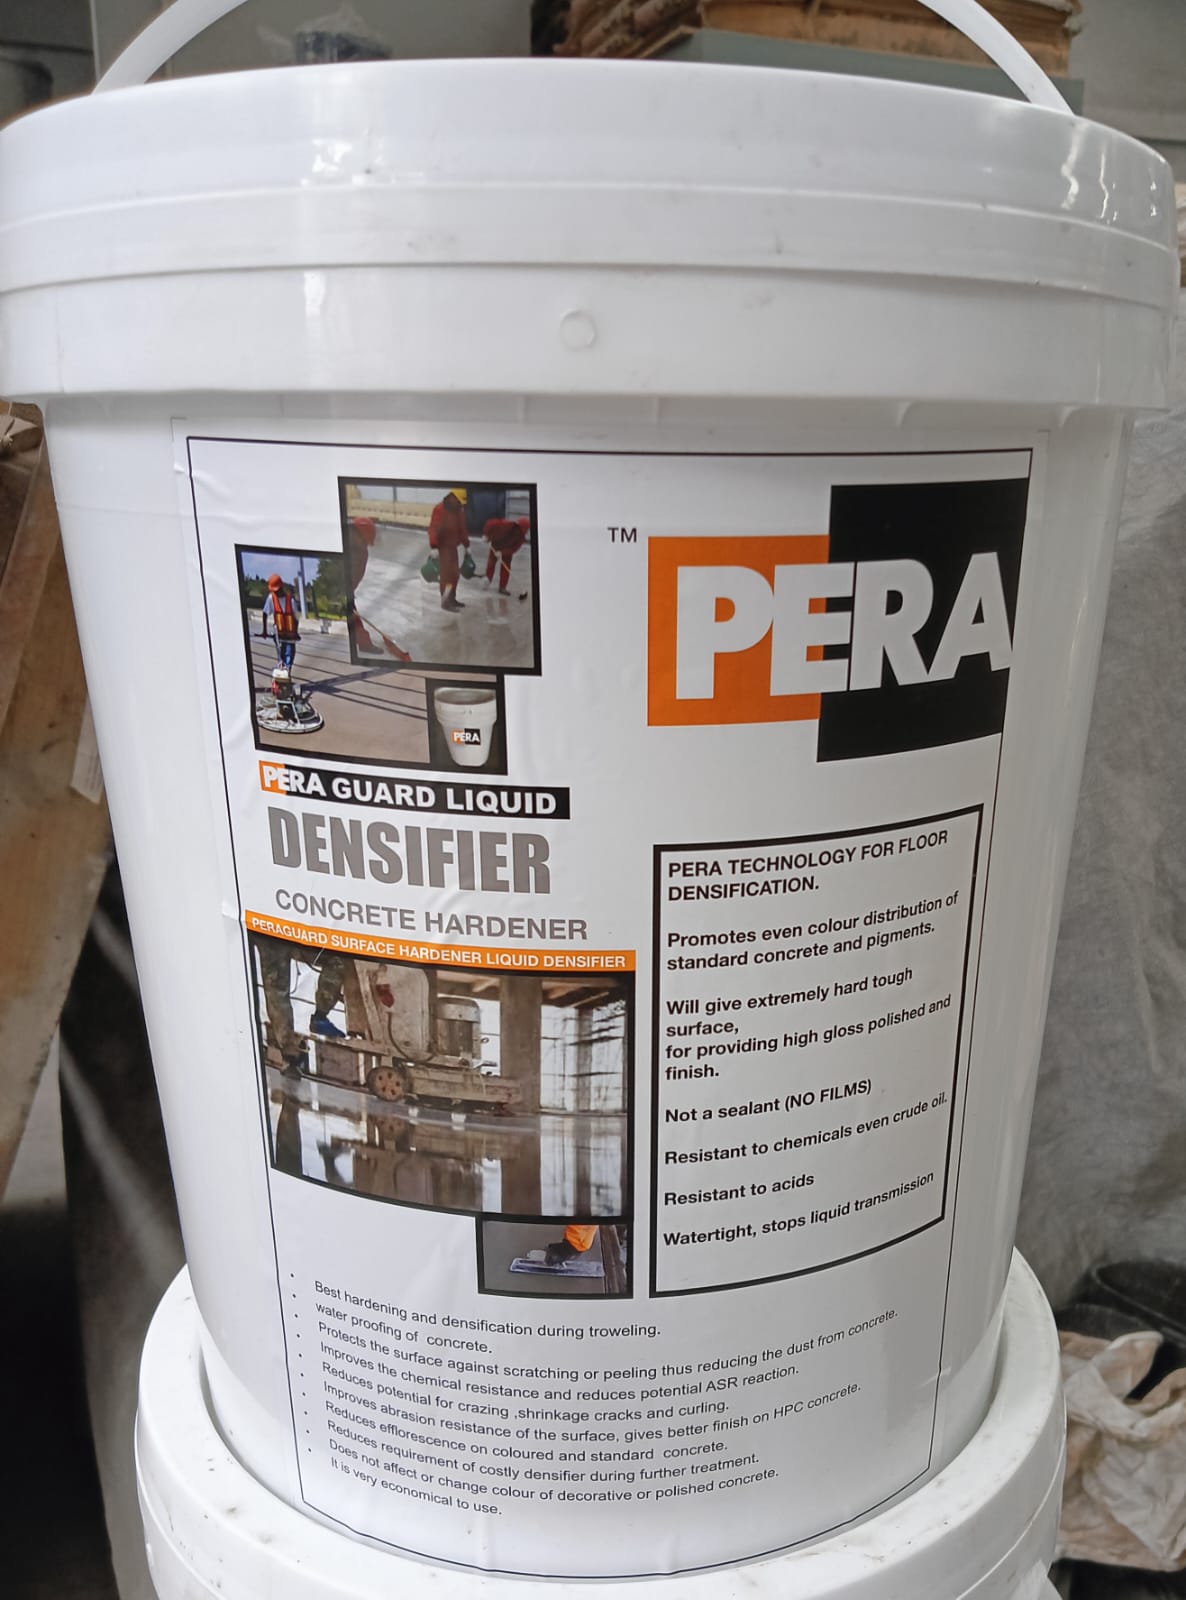 TM
PERA
PERA
PERA GUARD LIQUID
DENSIFIER
CONCRETE HARDENER
PERAGUARD SURFACE HARDENER LIQUID DENSIFIER
PERA TECHNOLOGY FOR FLOOR
DENSIFICATION.
Promotes even colour distribution of
standard concrete and pigments.
Will give extremely hard tough
surface,
for providing high gloss polished and
finish.
Not a sealant (NO FILMS)
Resistant to chemicals even crude oil.
Resistant to acids
Watertight, stops liquid transmission
• Best hardening and densification during troweling.
• water proofing of concrete.
• Protects the surface against scratching or peeling thus reducing the dust from concrete.
• Improves the chemical resistance and reduces potential ASR reaction.
• Reduces potential for crazing ,shrinkage cracks and curling.
• Improves abrasion resistance of the surface, gives better finish on HPC concrete.
• Reduces efflorescence on coloured and standard concrete.
• Reduces requirement of costly densifier during further treatment.
• Does not affect or change colour of decorative or polished concrete.
• It is very economical to use.